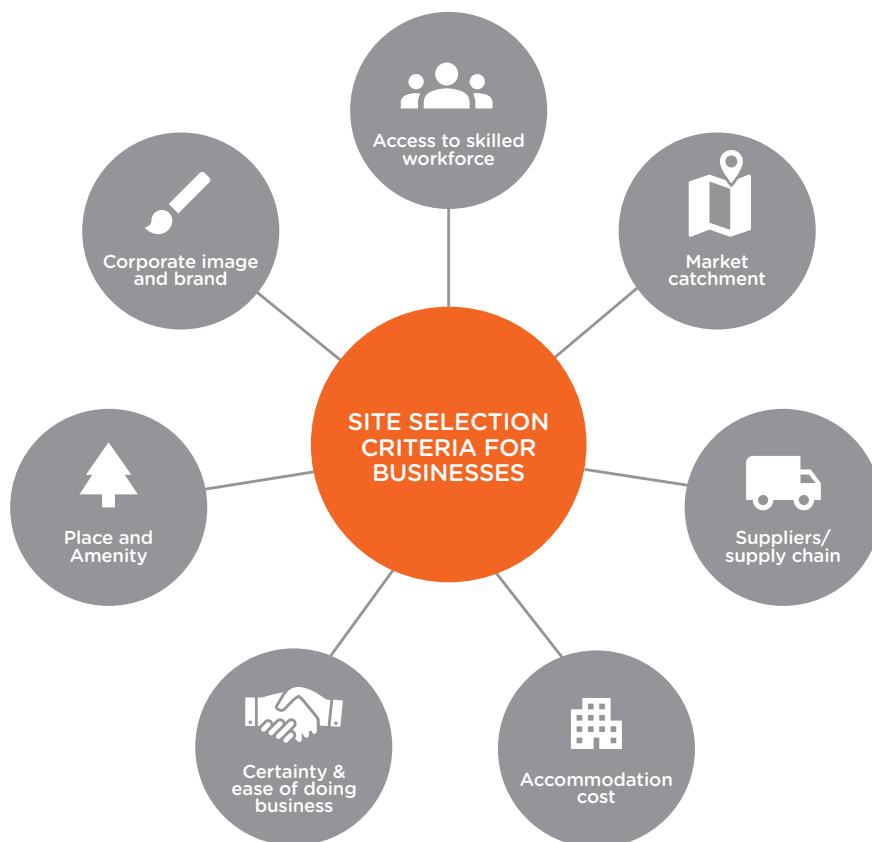 Access to skilled
workforce
Corporate image
and brand
Market
catchment
SITE SELECTION
CRITERIA FOR
BUSINESSES
Place and
Amenity
Suppliers/
supply chain
Certainty &
ease of doing
business
Accommodation
cost